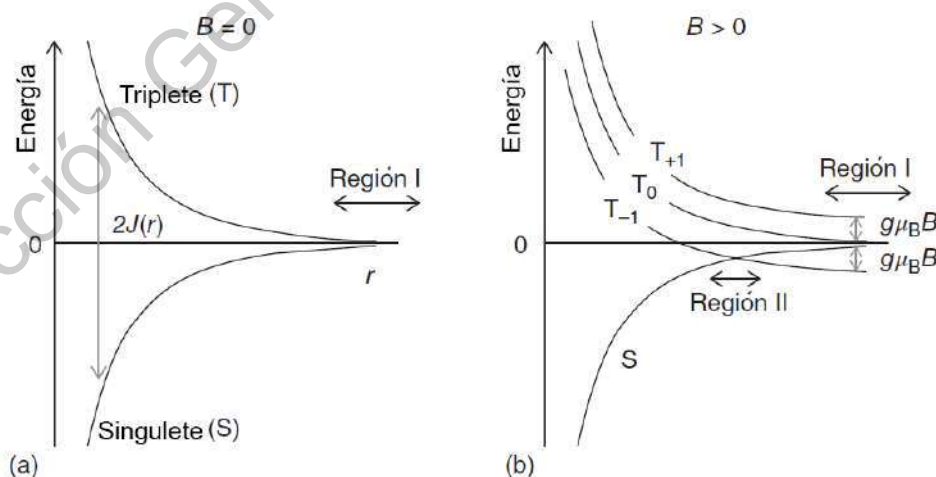 B = 0
Energía
Triplete (T)
Región I
2J(r)
0
r
Singulete (S)
(a)
B > 0
Energía
T+1
T0
T−1
Región I
gμBB
0
gμBB
Región II
S
(b)